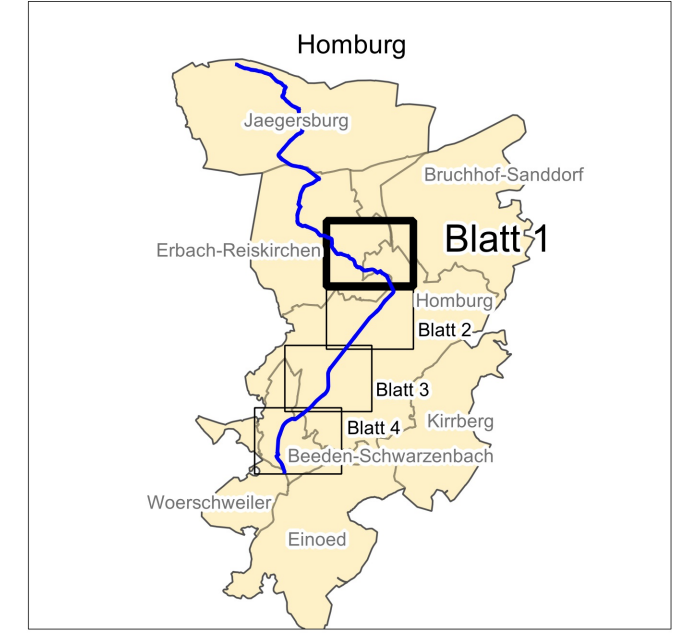 Homburg
Jaegersburg
Bruchhof-Sanddorf
Blatt 1
Erbach-Reiskirchen
Homburg
Blatt 2
Blatt 3
Kirrberg
Blatt 4
Beeden-Schwarzenbach
Woerschweiler
Einoed